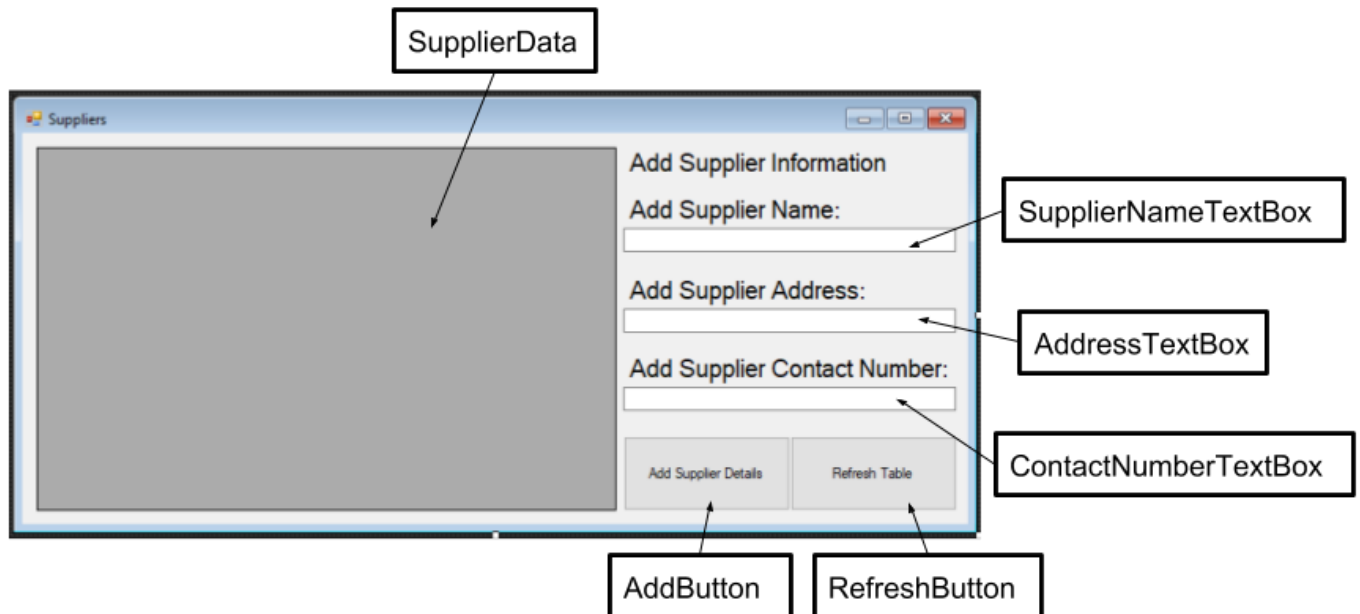 SupplierData
Suppliers
Add Supplier Information
Add Supplier Name:
SupplierNameTextBox
Add Supplier Address:
AddressTextBox
Add Supplier Contact Number:
ContactNumberTextBox
Add Supplier Details
Refresh Table
AddButton
RefreshButton